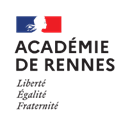 ACADÉMIE
DE RENNES
Liberté
Égalité
Fraternité